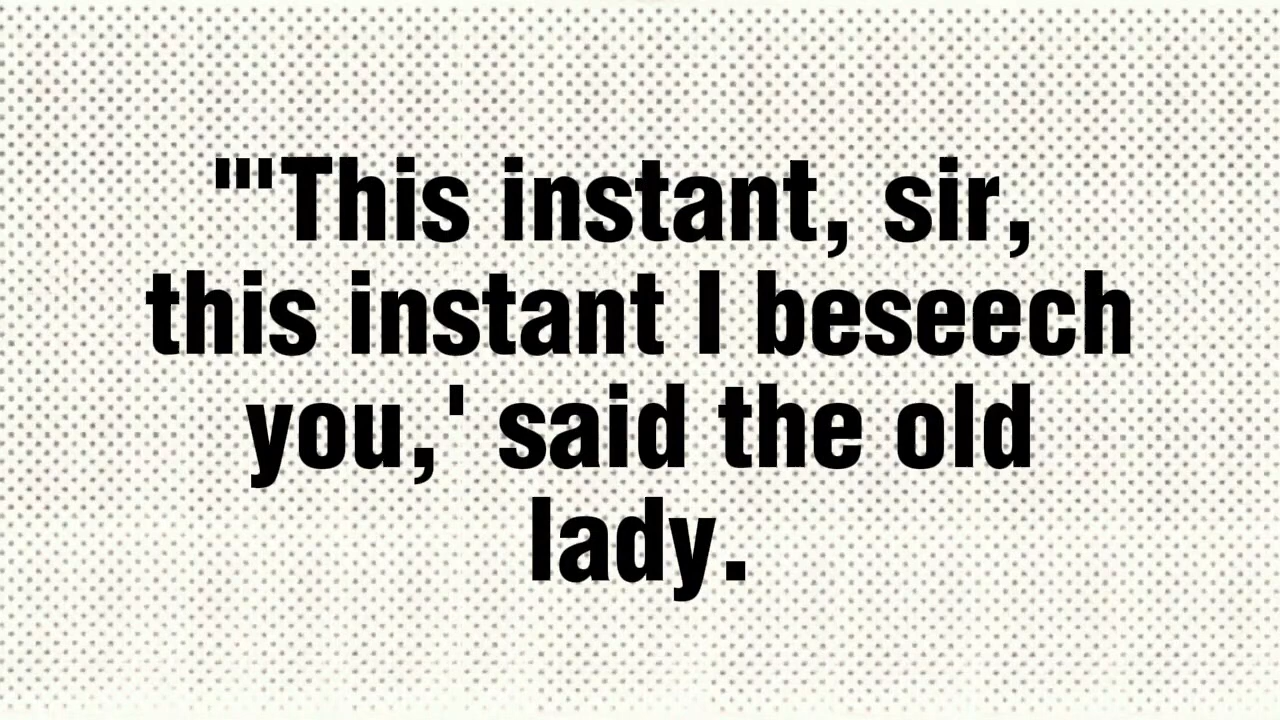 "'This instant, sir,
this instant I beseech
you,' said the old
lady.